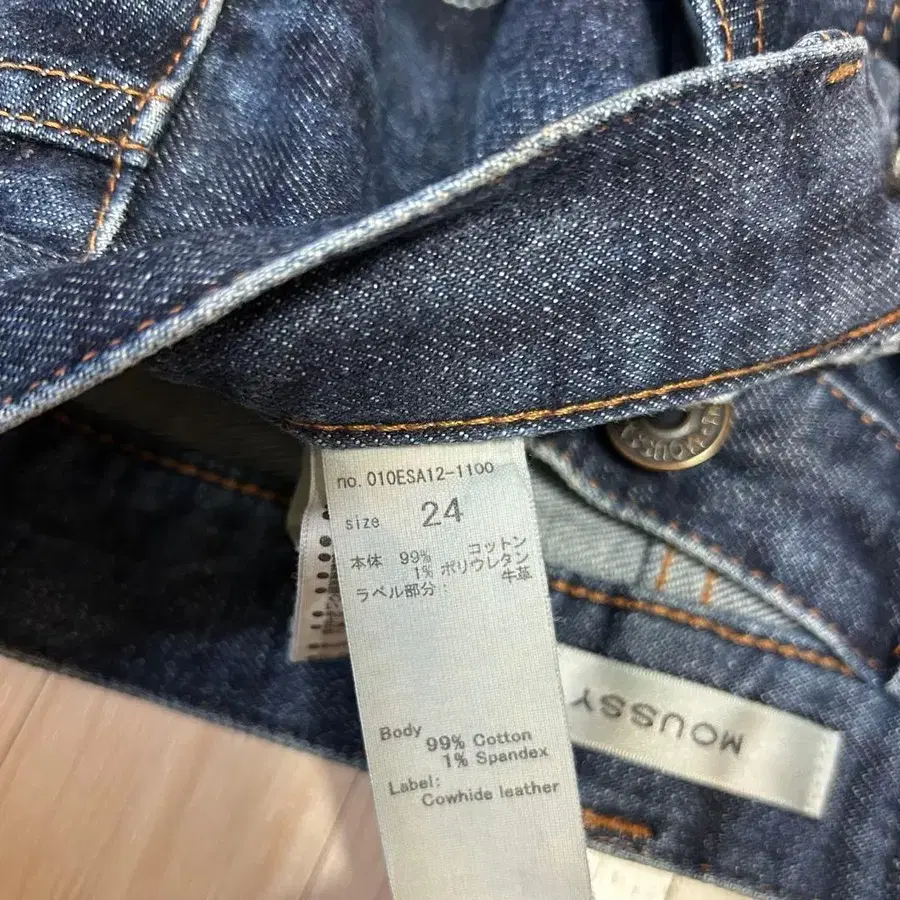 no. 010ESA12-1100
size 24
本体 99% コットン
1% ポリウレタン
ラベル部分: 牛革
Body
99% Cotton
1% Spandex
Label:
Cowhide leather
MOUSSY